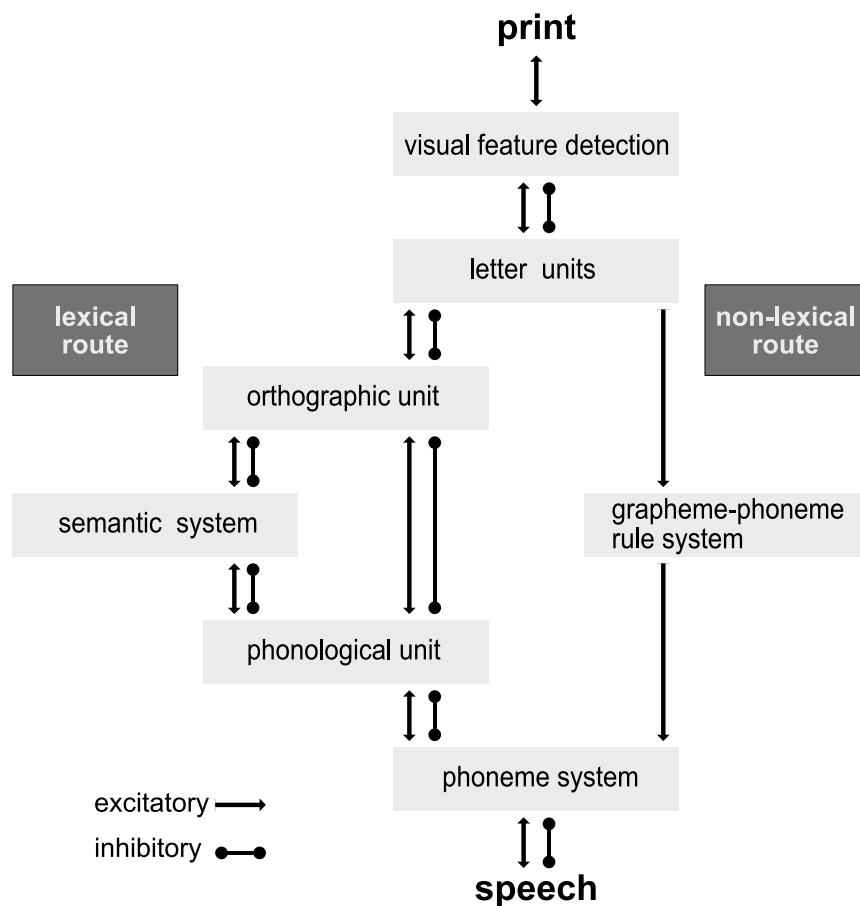 print
visual feature detection
letter units
lexical
route
non-lexical
route
orthographic unit
semantic system
grapheme-phoneme
rule system
phonological unit
phoneme system
excitatory
inhibitory
speech